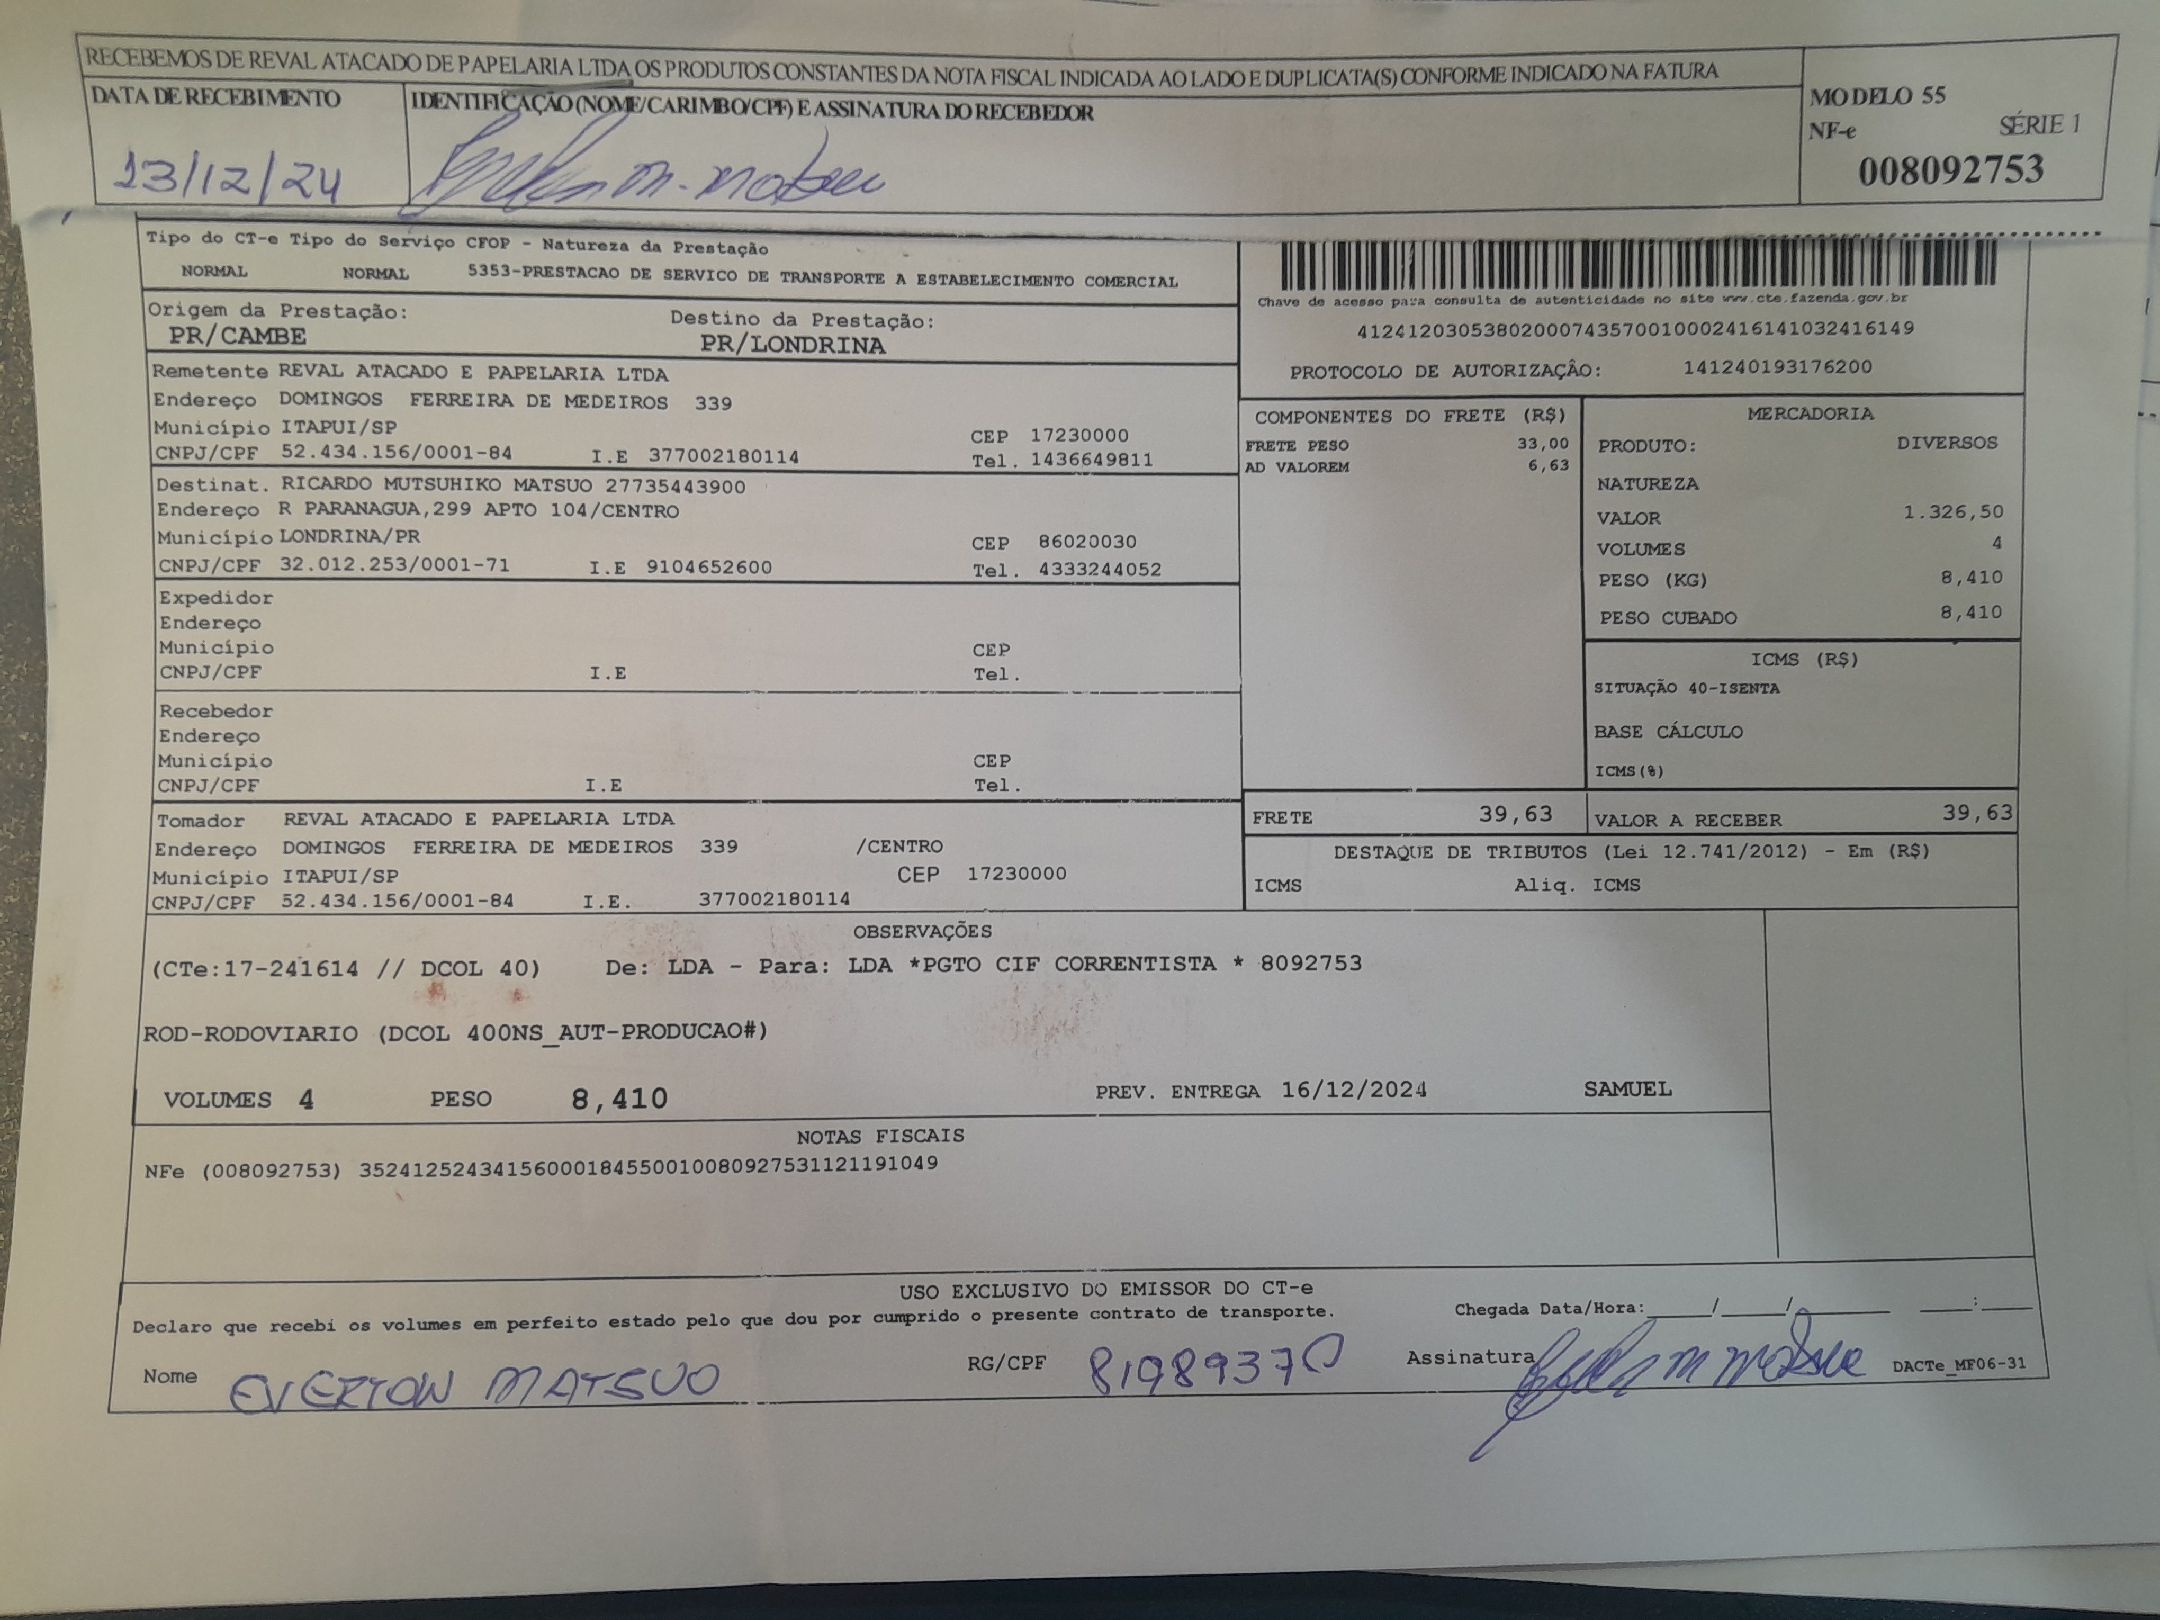 RECEBEMOS DE REVAL ATACADO DE PAPELARIA LTDA OS PRODUTOS CONSTANTES DA NOTA FISCAL INDICADA AO LADO E DUPLICATA(S) CONFORME INDICADO NA FATURA
DATA DE RECEBIMENTO
13/12/24
IDENTIFICAÇÃO (NOME/CARIMBO/CPF) E ASSINATURA DO RECEBEDOR
MODELO 55
NF-e SÉRIE 1
008092753
Tipo do CT-e Tipo do Serviço CFOP - Natureza da Prestação
NORMAL NORMAL 5353-PRESTACAO DE SERVICO DE TRANSPORTE A ESTABELECIMENTO COMERCIAL
Origem da Prestação: Destino da Prestação:
PR/CAMBE PR/LONDRINA
Chave de acesso para consulta de autenticidade no site www.cte.fazenda.gov.br
41241203053802000743570010002416141032416149
PROTOCOLO DE AUTORIZAÇÃO: 141240193176200
Remetente REVAL ATACADO E PAPELARIA LTDA
Endereço DOMINGOS FERREIRA DE MEDEIROS 339
Município ITAPUI/SP CEP 17230000
CNPJ/CPF 52.434.156/0001-84 I.E 377002180114 Tel. 1436649811
Destinat. RICARDO MUTSUHIKO MATSUO 27735443900
Endereço R PARANAGUA,299 APTO 104/CENTRO
Município LONDRINA/PR CEP 86020030
CNPJ/CPF 32.012.253/0001-71 I.E 9104652600 Tel. 4333244052
Expedidor
Endereço
Município CEP
CNPJ/CPF I.E Tel.
Recebedor
Endereço
Município CEP
CNPJ/CPF I.E Tel.
Tomador REVAL ATACADO E PAPELARIA LTDA
Endereço DOMINGOS FERREIRA DE MEDEIROS 339 /CENTRO
Município ITAPUI/SP CEP 17230000
CNPJ/CPF 52.434.156/0001-84 I.E. 377002180114
COMPONENTES DO FRETE (R$)
FRETE PESO 33,00
AD VALOREM 6,63
MERCADORIA
PRODUTO: DIVERSOS
NATUREZA
VALOR 1.326,50
VOLUMES 4
PESO (KG) 8,410
PESO CUBADO 8,410
ICMS (R$)
SITUAÇÃO 40-ISENTA
BASE CÁLCULO
ICMS(%)
FRETE 39,63 VALOR A RECEBER 39,63
DESTAQUE DE TRIBUTOS (Lei 12.741/2012) - Em (R$)
ICMS Aliq. ICMS
OBSERVAÇÕES
(CTe:17-241614 // DCOL 40) De: LDA - Para: LDA *PGTO CIF CORRENTISTA * 8092753
ROD-RODOVIARIO (DCOL 400NS_AUT-PRODUCAO#)
VOLUMES 4 PESO 8,410 PREV. ENTREGA 16/12/2024 SAMUEL
NOTAS FISCAIS
NFe (008092753) 35241252434156000184550010080927531121191049
USO EXCLUSIVO DO EMISSOR DO CT-e
Declaro que recebi os volumes em perfeito estado pelo que dou por cumprido o presente contrato de transporte. Chegada Data/Hora:____/____/______ ___:___
Nome EVERTON MATSUO RG/CPF 81989370 Assinatura DACTe_MF06-31